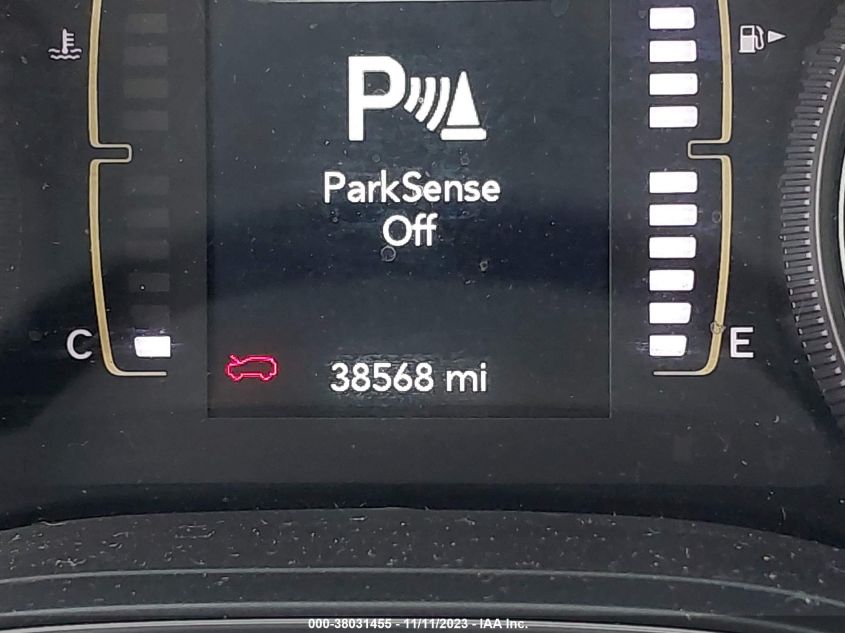 P
ParkSense
Off
C
E
38568 mi
000-38031455 - 11/11/2023 - IAA Inc.